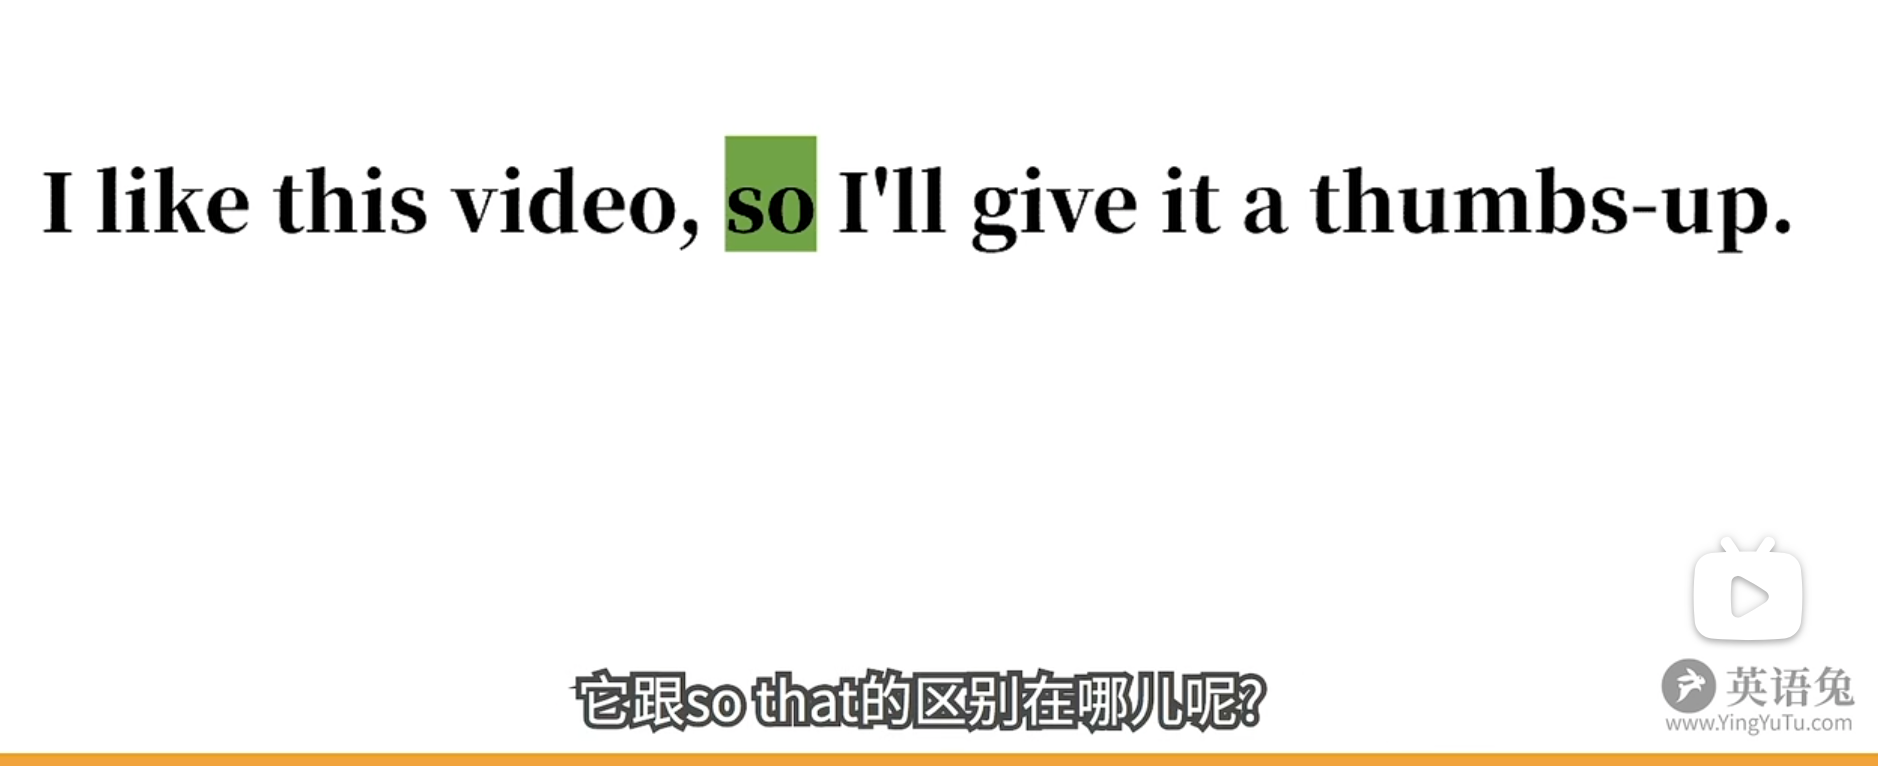 I like this video, so I'll give it a thumbs-up.
它跟so that的区别在哪儿呢?
英语兔
www.YingYuTu.com